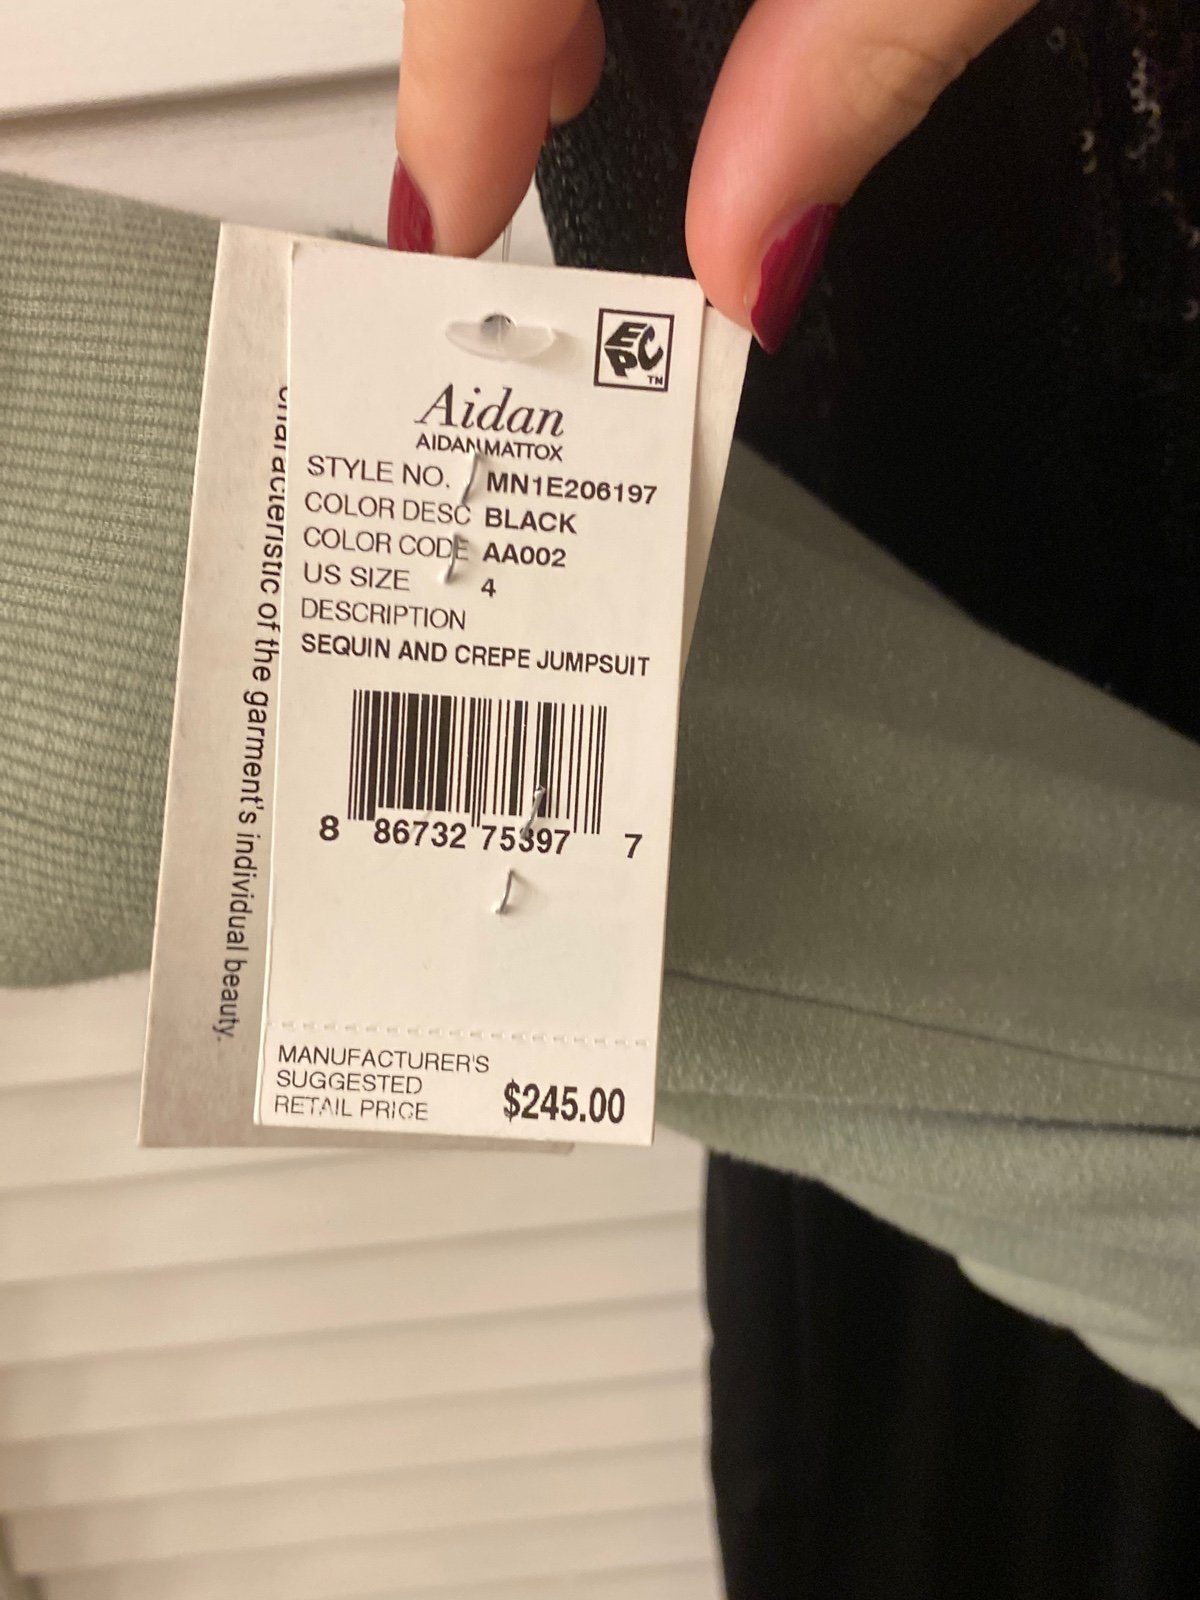 EPC
TM
Aidan
AIDAN MATTOX
STYLE NO. MN1E206197
COLOR DESC BLACK
COLOR CODE AA002
US SIZE 4
DESCRIPTION
SEQUIN AND CREPE JUMPSUIT
8 86732 75397 7
MANUFACTURER'S
SUGGESTED
RETAIL PRICE $245.00
characteristic of the garment's individual beauty.